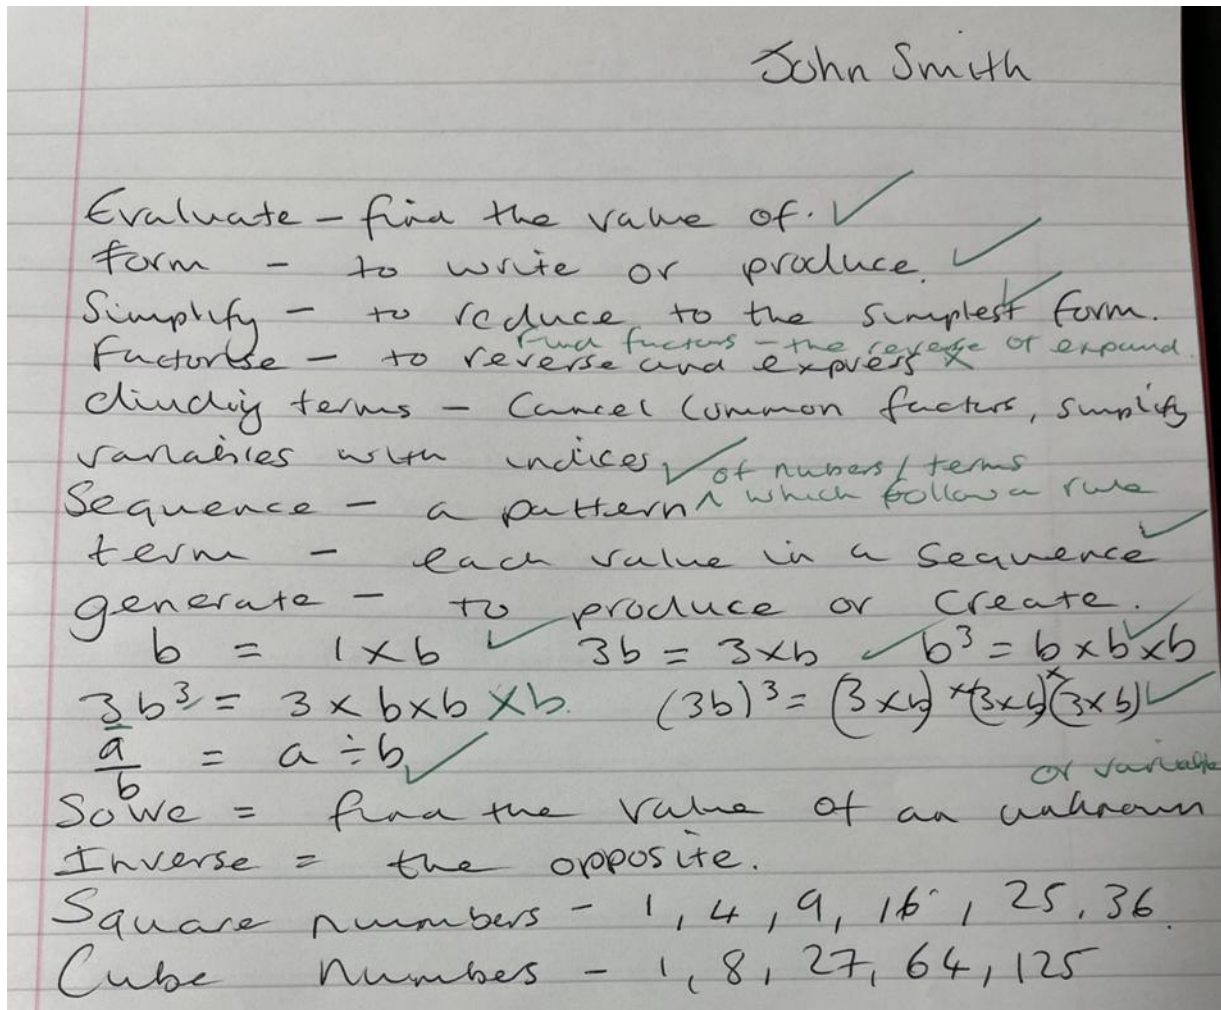 John Smith
Evaluate - find the value of. ✓
form - to write or produce. ✓
Simplify - to reduce to the simplest form. ✓
find factors - the reverse of expand.
Factorise - to reverse and express ×
dividing terms - Cancel Common factors, simplify
variables with indices ✓
of nubers / terms
Sequence - a pattern ^ which follow a rule
term - each value in a sequence ✓
generate - to produce or create. ✓
b = 1 × b ✓ 3b = 3×b ✓ b³ = b × b × b
3b³ = 3 × b×b ×b. (3b)³ = (3 × b) × (3×b) × (3 × b) ✓
a/b = a ÷ b ✓
or variable
Solve = find the value of an unknown
Inverse = the opposite.
Square numbers - 1, 4, 9, 16, 25, 36.
Cube numbers - 1, 8, 27, 64, 125